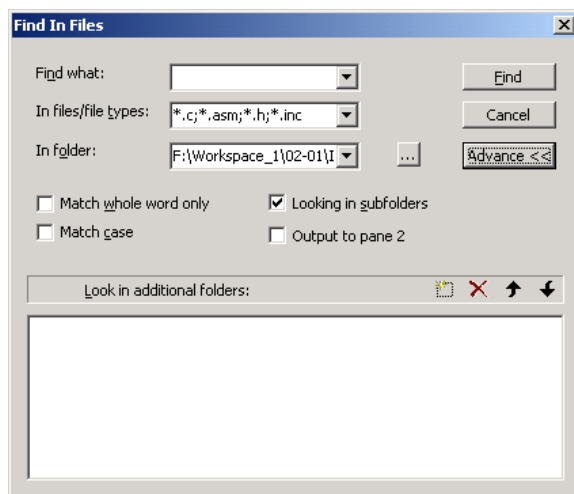 Find In Files
Find what:
Find
In files/file types:
*.c;*.asm;*.h;*.inc
Cancel
In folder:
F:\Workspace_1\02-01\I
...
Advance <<
Match whole word only
Looking in subfolders
Match case
Output to pane 2
Look in additional folders: